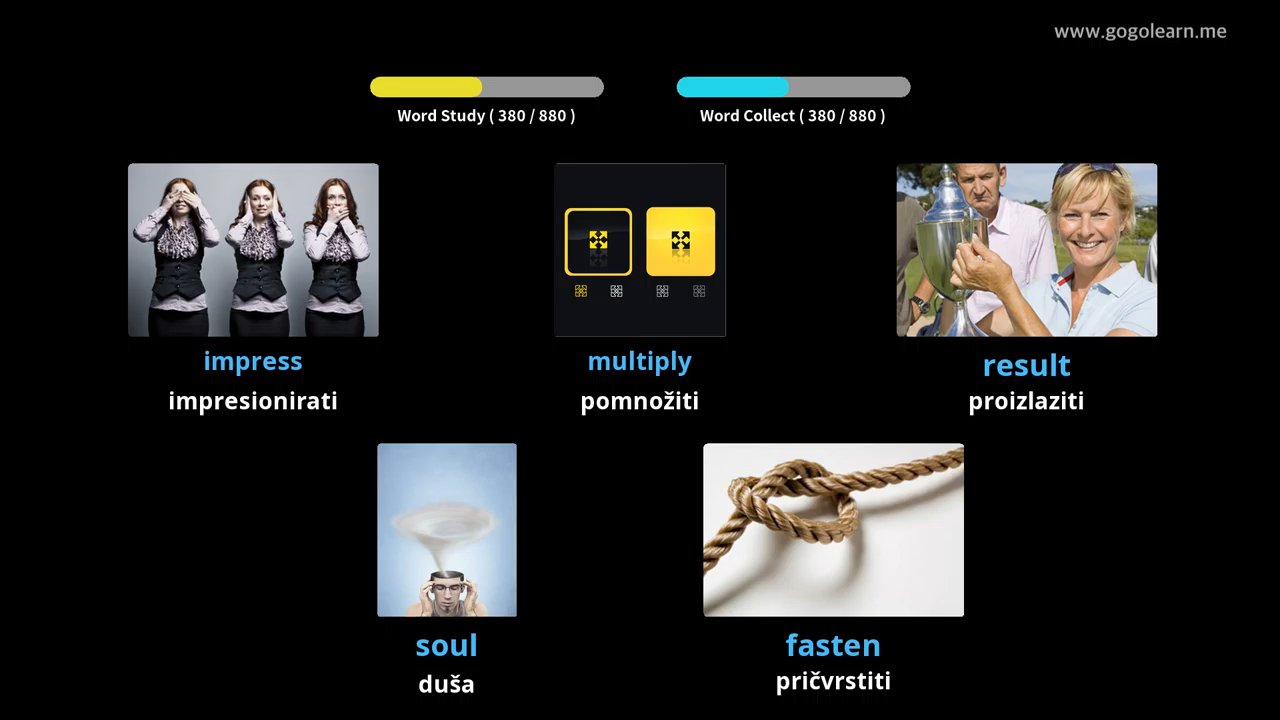 www.gogolearn.me
Word Study ( 380 / 880 )
Word Collect ( 380 / 880 )
impress
impresionirati
multiply
pomnožiti
result
proizlaziti
soul
duša
fasten
pričvrstiti